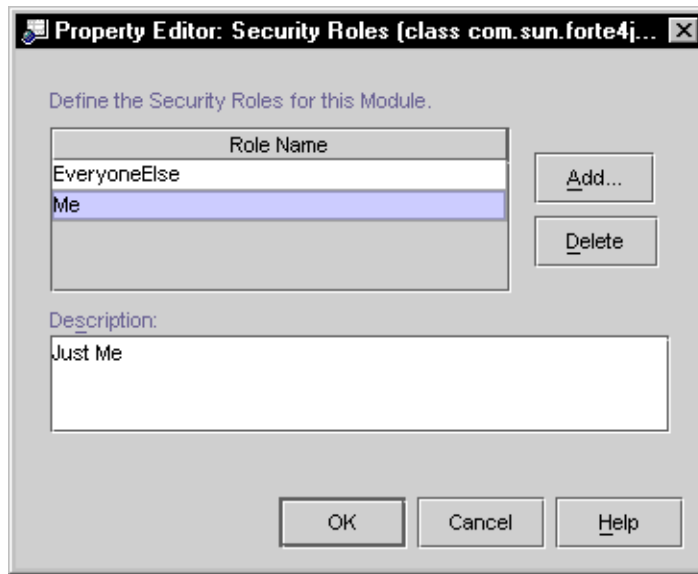 Property Editor: Security Roles (class com.sun.forte4j...
Define the Security Roles for this Module.
Role Name
EveryoneElse
Me
Add...
Delete
Description:
Just Me
OK
Cancel
Help